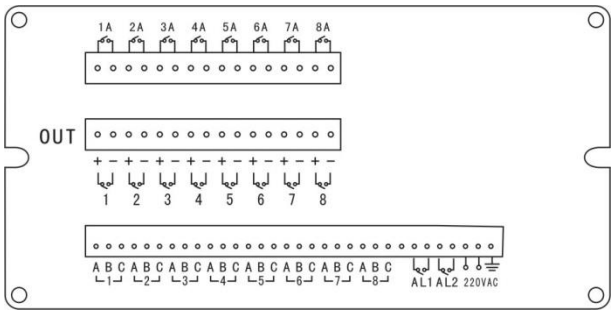 1A 2A 3A 4A 5A 6A 7A 8A
OUT
+ - + - + - + - + - + - + - + -
1 2 3 4 5 6 7 8
A B C A B C A B C A B C A B C A B C A B C A B C
1 2 3 4 5 6 7 8 AL1 AL2 220VAC